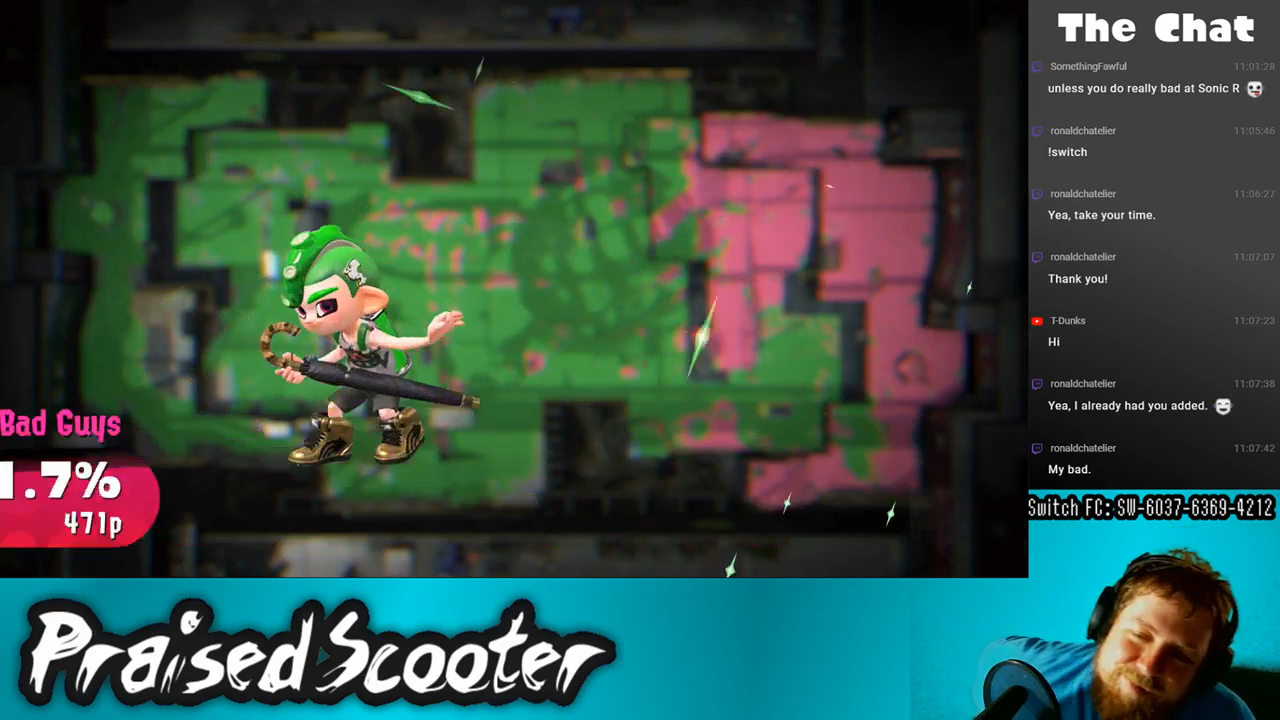 The Chat
SomethingFawful 11:01:28
unless you do really bad at Sonic R
ronaldchatelier 11:05:46
!switch
ronaldchatelier 11:06:27
Yea, take your time.
ronaldchatelier 11:07:07
Thank you!
T-Dunks 11:07:23
Hi
ronaldchatelier 11:07:38
Yea, I already had you added.
ronaldchatelier 11:07:42
My bad.
Switch FC: SW-6037-6369-4212
Bad Guys
1.7%
471p
PraisedScooter